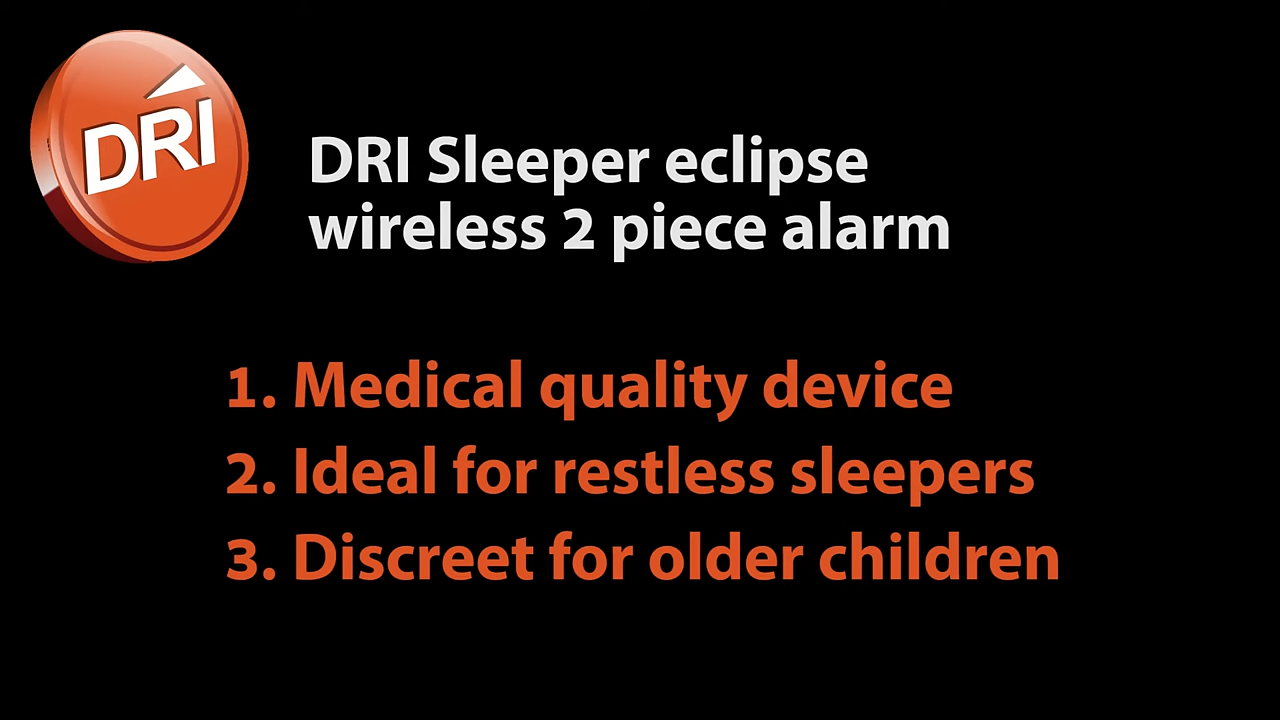 DRI
DRI Sleeper eclipse
wireless 2 piece alarm
1. Medical quality device
2. Ideal for restless sleepers
3. Discreet for older children